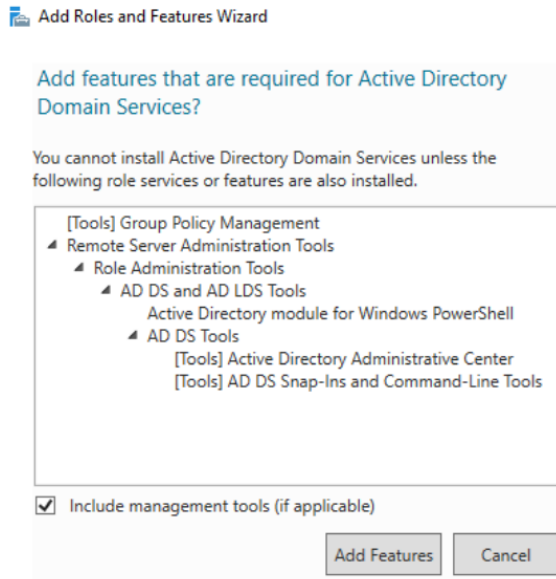 Add Roles and Features Wizard
Add features that are required for Active Directory
Domain Services?
You cannot install Active Directory Domain Services unless the
following role services or features are also installed.
[Tools] Group Policy Management
Remote Server Administration Tools
Role Administration Tools
AD DS and AD LDS Tools
Active Directory module for Windows PowerShell
AD DS Tools
[Tools] Active Directory Administrative Center
[Tools] AD DS Snap-Ins and Command-Line Tools
Include management tools (if applicable)
Add Features
Cancel